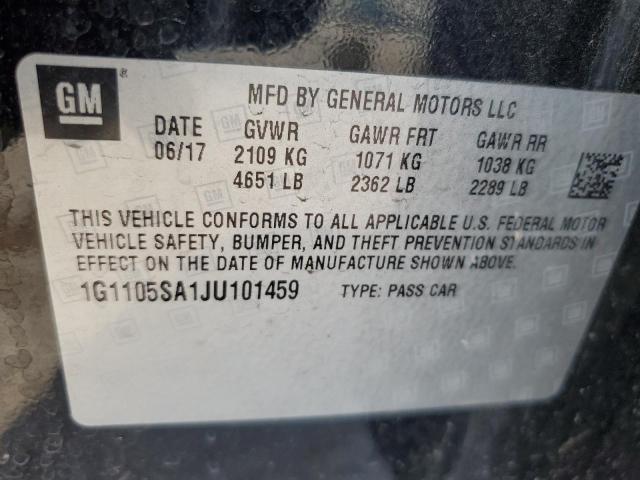 GM
MFD BY GENERAL MOTORS LLC
DATE GVWR GAWR FRT GAWR RR
06/17 2109 KG 1071 KG 1038 KG
4651 LB 2362 LB 2289 LB
THIS VEHICLE CONFORMS TO ALL APPLICABLE U.S. FEDERAL MOTOR
VEHICLE SAFETY, BUMPER, AND THEFT PREVENTION STANDARDS IN
EFFECT ON THE DATE OF MANUFACTURE SHOWN ABOVE.
1G1105SA1JU101459 TYPE: PASS CAR